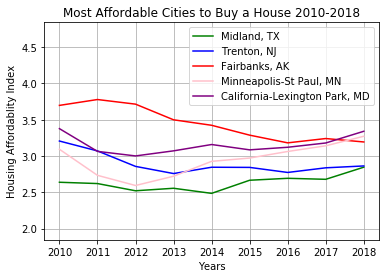 Most Affordable Cities to Buy a House 2010-2018
Midland, TX
Trenton, NJ
Fairbanks, AK
Minneapolis-St Paul, MN
California-Lexington Park, MD
Housing Affordablity Index
4.5
4.0
3.5
3.0
2.5
2.0
2010 2011 2012 2013 2014 2015 2016 2017 2018
Years